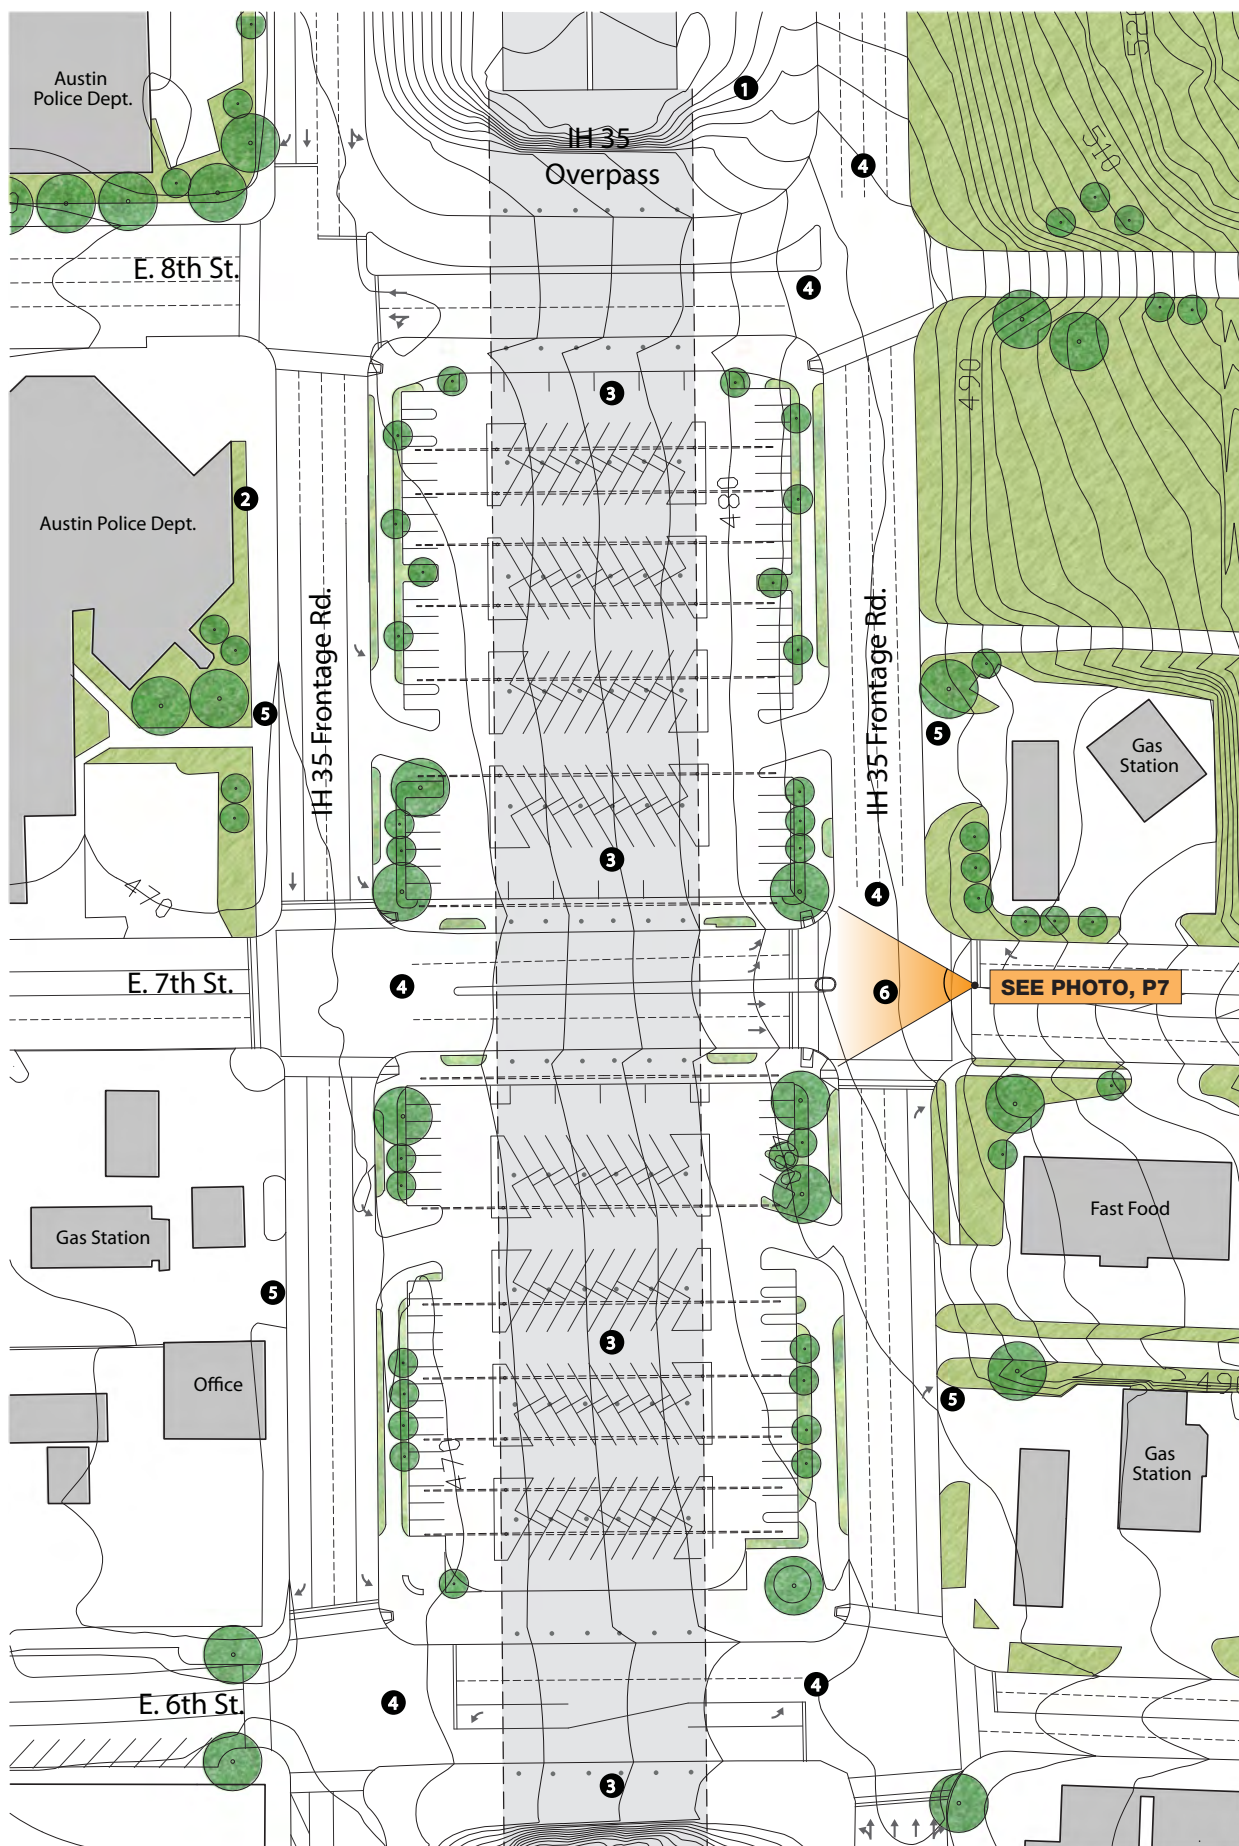 Austin
Police Dept.
1
IH 35
Overpass
520
510
4
E. 8th St.
4
490
3
2
480
Austin Police Dept.
IH 35 Frontage Rd.
IH 35 Frontage Rd.
5
5
Gas
Station
3
470
4
E. 7th St.
4
6
SEE PHOTO, P7
Gas Station
Fast Food
5
3
Office
490
5
470
Gas
Station
E. 6th St.
4
4
3